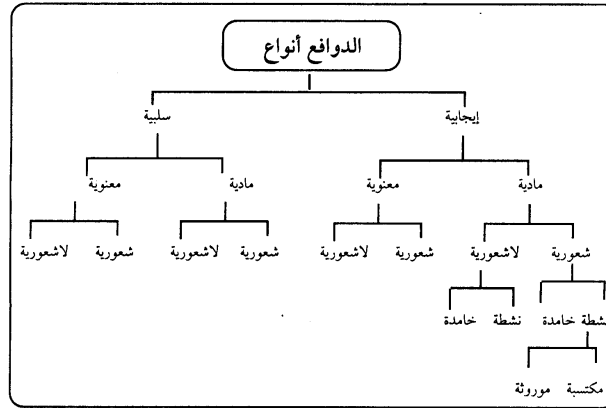 الدوافع أنواع
إيجابية سلبية
مادية معنوية مادية معنوية
شعورية لاشعورية شعورية لاشعورية شعورية لاشعورية شعورية لاشعورية
نشطة خامدة نشطة خامدة
مكتسبة موروثة